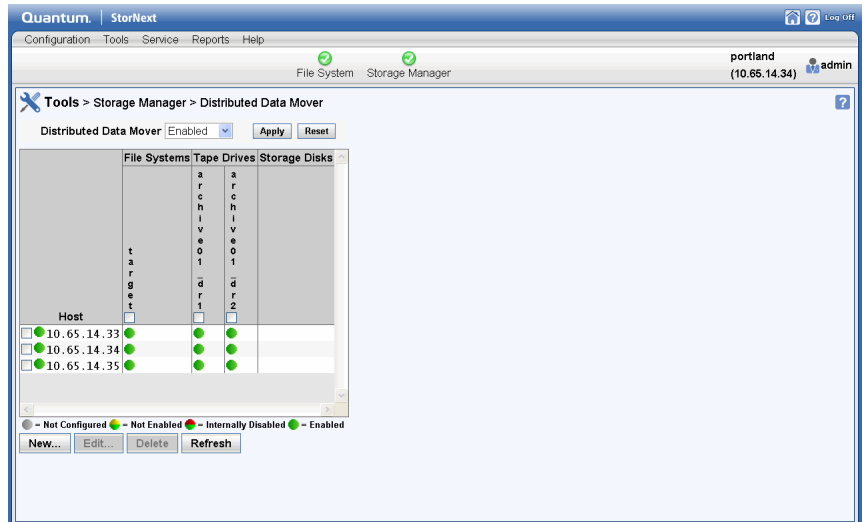 Quantum. | StorNext
Log Off
Configuration Tools Service Reports Help
File System Storage Manager
portland
(10.65.14.34)
admin
Tools > Storage Manager > Distributed Data Mover
?
Distributed Data Mover Enabled Apply Reset
File Systems Tape Drives Storage Disks
target
archive01_dr1
archive01_dr2
Host
10.65.14.33
10.65.14.34
10.65.14.35
= Not Configured = Not Enabled = Internally Disabled = Enabled
New... Edit... Delete Refresh